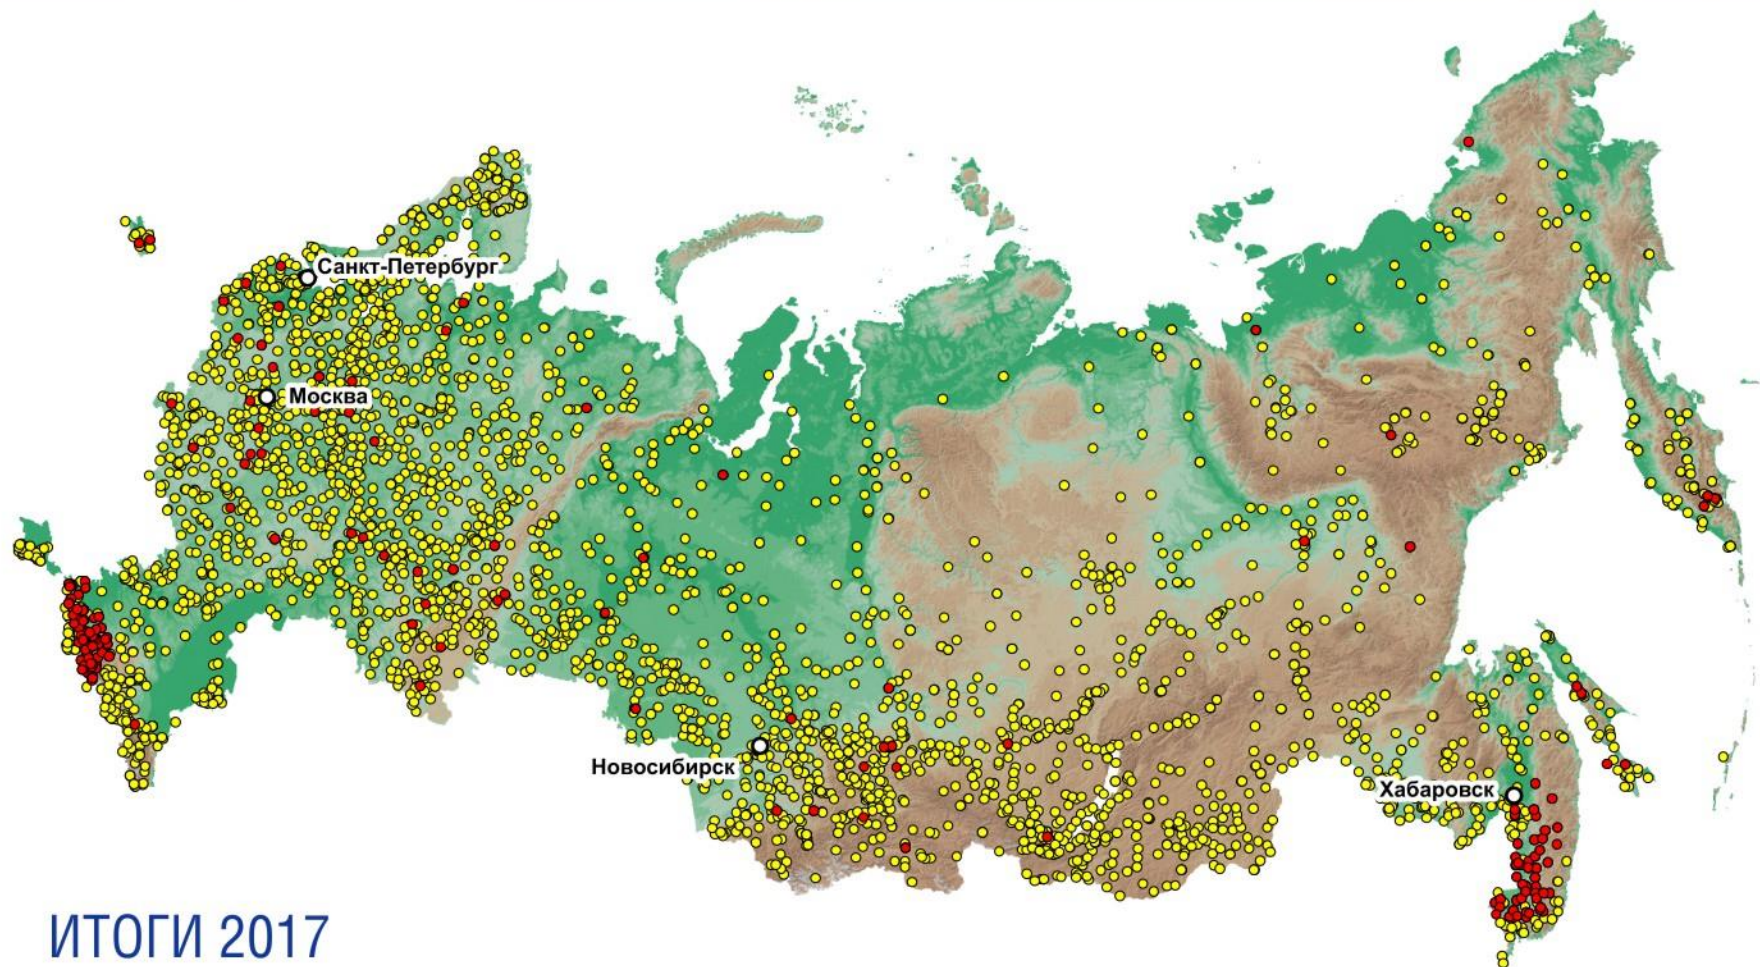 Санкт-Петербург
Москва
Новосибирск
Хабаровск
ИТОГИ 2017